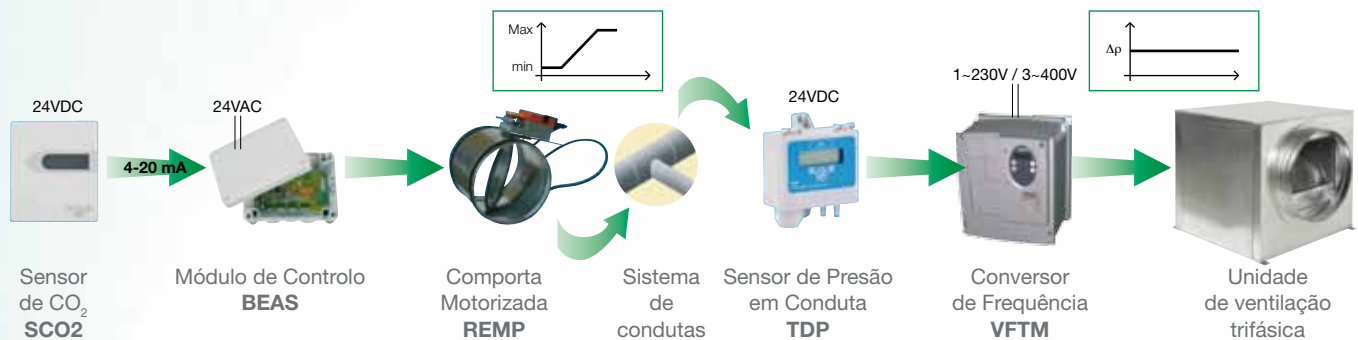 Max
min
Δρ
1~230V / 3~400V
24VDC
24VAC
24VDC
4-20 mA
Sensor
de CO2
SCO2
Módulo de Controlo
BEAS
Comporta
Motorizada
REMP
Sistema
de
condutas
Sensor de Presão
em Conduta
TDP
Conversor
de Frequência
VFTM
Unidade
de ventilação
trifásica